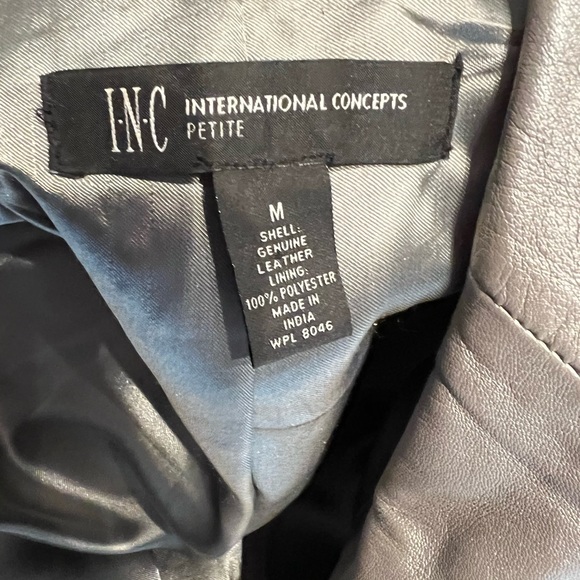 I·N·C INTERNATIONAL CONCEPTS
PETITE
M
SHELL:
GENUINE
LEATHER
LINING:
100% POLYESTER
MADE IN
INDIA
WPL 8046